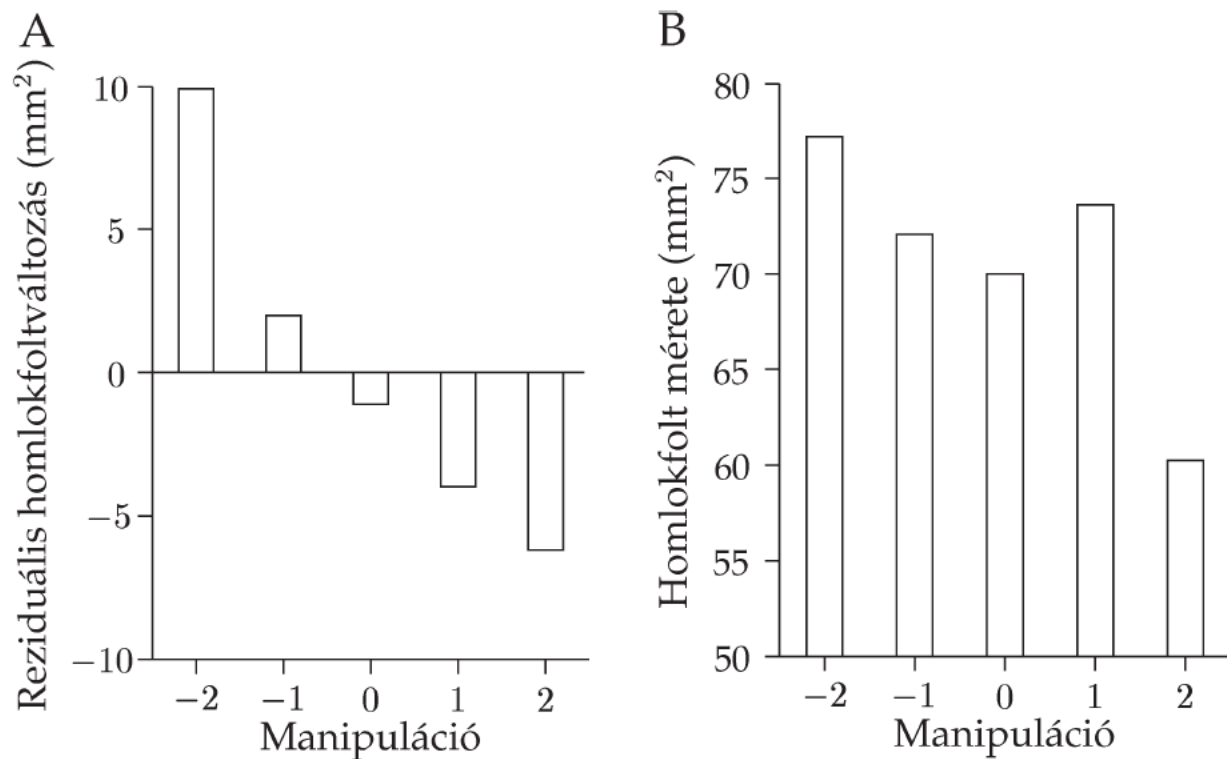 A
Reziduális homlokfoltváltozás (mm²)
10
5
0
−5
−10
−2 −1 0 1 2
Manipuláció
B
Homlokfolt mérete (mm²)
80
75
70
65
60
55
50
−2 −1 0 1 2
Manipuláció